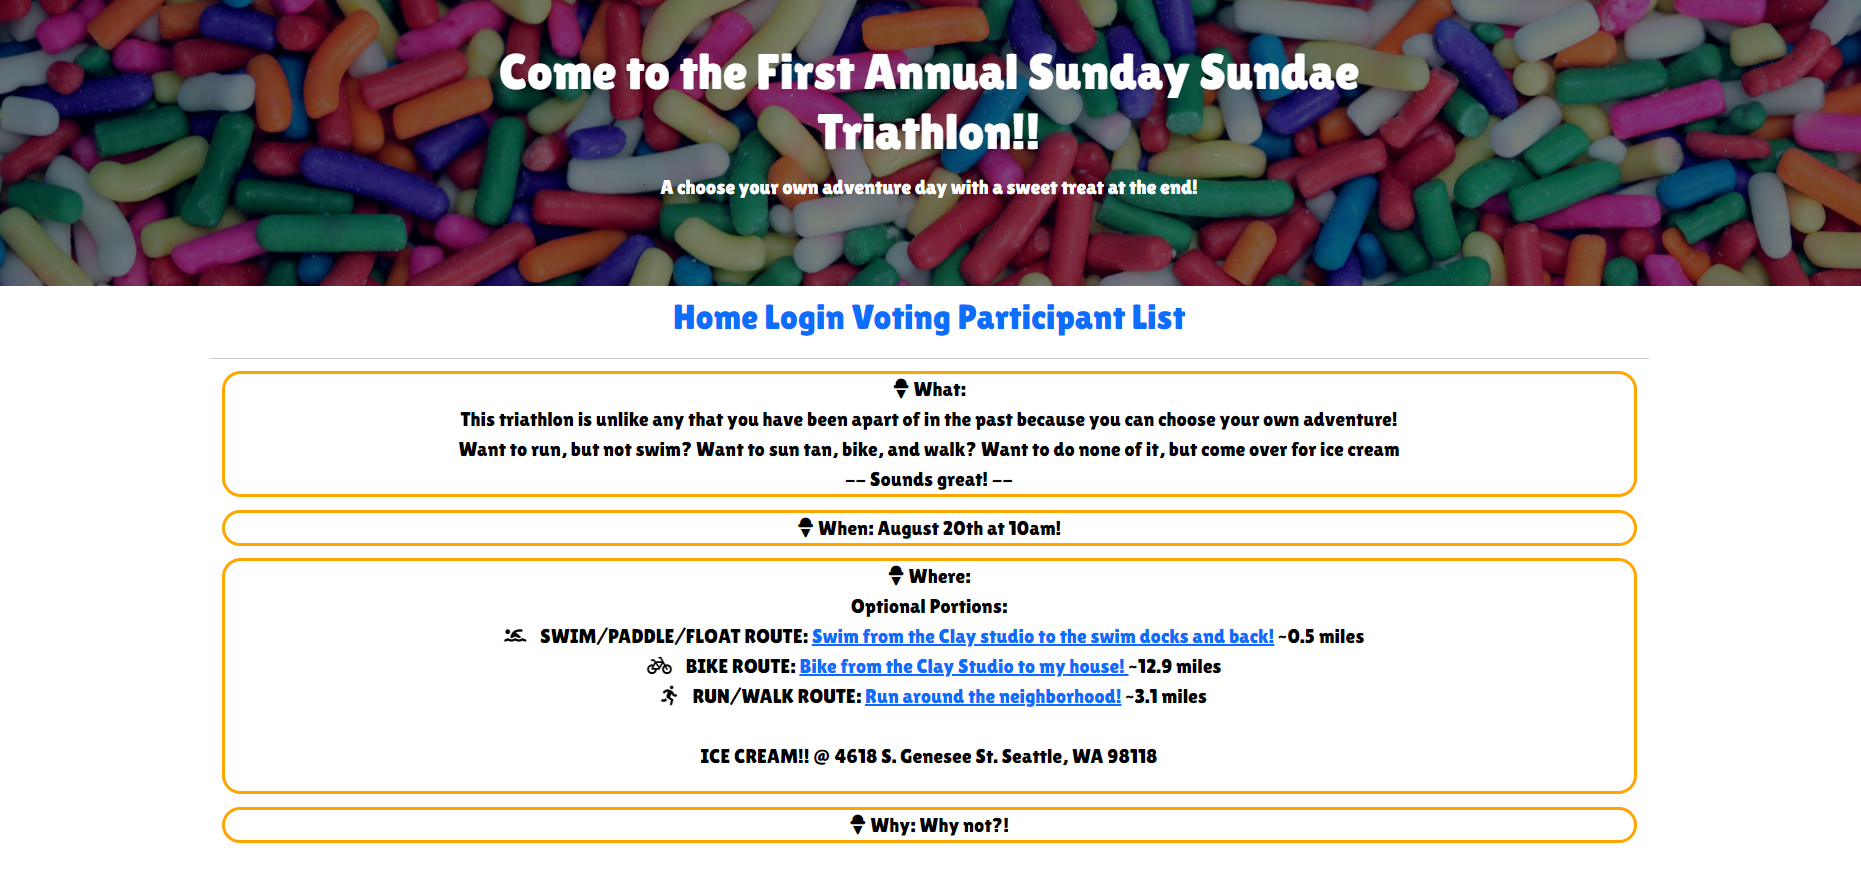 Come to the First Annual Sunday Sundae
Triathlon!!
A choose your own adventure day with a sweet treat at the end!
Home Login Voting Participant List
What:
This triathlon is unlike any that you have been apart of in the past because you can choose your own adventure!
Want to run, but not swim? Want to sun tan, bike, and walk? Want to do none of it, but come over for ice cream
-- Sounds great! --
When: August 20th at 10am!
Where:
Optional Portions:
SWIM/PADDLE/FLOAT ROUTE: Swim from the Clay studio to the swim docks and back! ~0.5 miles
BIKE ROUTE: Bike from the Clay Studio to my house! ~12.9 miles
RUN/WALK ROUTE: Run around the neighborhood! ~3.1 miles
ICE CREAM!! @ 4618 S. Genesee St. Seattle, WA 98118
Why: Why not?!